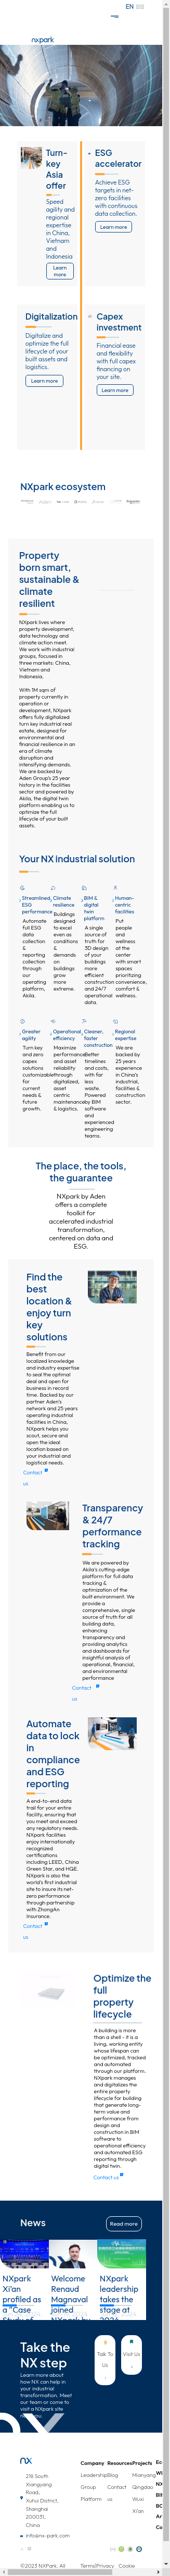 EN
nxpark
Turn-
key
Asia
offer
Speed
agility and
regional
expertise
in China,
Vietnam
and
Indonesia
Learn
more
ESG
accelerator
Achieve ESG
targets in net-
zero facilities
with continuous
data collection.
Learn more
Digitalization
Digitalize and
optimize the full
lifecycle of your
built assets and
logistics.
Learn more
Capex
investment
Financial ease
and flexibility
with full capex
financing on
your site.
Learn more
NXpark ecosystem
Property
born smart,
sustainable &
climate
resilient
NXpark lives where
property development,
data technology and
climate action meet.
We work with industrial
groups, focused in
three markets: China,
Vietnam and
Indonesia.
With 1M sqm of
property currently in
operation or
development, NXpark
offers fully digitalized
turn key industrial real
estate, designed for
environmental and
financial resilience in an
era of climate
disruption and
intensifying demands.
We are backed by
Aden Group's 25 year
history in the facilities
sector and powered by
Akila, the digital twin
platform enabling us to
optimize the full
lifecycle of your built
assets.
Your NX industrial solution
Streamlined
ESG
performance
Automate
full ESG
data
collection
&
reporting
collection
through
our
operating
platform,
Akila.
Climate
resilience
Buildings
designed
to excel
even as
conditions
&
demands
on
buildings
grow
more
extreme.
BIM &
digital
twin
platform
A single
source of
truth for
3D design
of your
buildings
more
efficient
construction
and 24/7
operational
data.
Human-
centric
facilities
Put
people
and
wellness
at the
center
with smart
spaces
prioritizing
convenience,
comfort &
wellness.
Greater
agility
Turn key
and zero
capex
solutions
customizable
for
current
needs &
future
growth.
Operational
efficiency
Maximize
performance
and asset
reliability
through
digitalized,
asset
centric
maintenance
& logistics.
Cleaner,
faster
construction
Better
timelines
and costs,
with far
less
waste.
Powered
by BIM
software
and
experienced
engineering
teams.
Regional
expertise
We are
backed by
25 years
experience
in China's
industrial,
facilities &
construction
sector.
The place, the tools,
the guarantee
NXpark by Aden
offers a complete
toolkit for
accelerated industrial
transformation,
centered on data and
ESG.
Find the
best
location &
enjoy turn
key
solutions
Benefit from our
localized knowledge
and industry expertise
to seal the optimal
deal and open for
business in record
time. Backed by our
partner Aden's
network and 25 years
operating industrial
facilities in China,
NXpark helps you
scout, secure and
open the ideal
location based on
your industrial and
logistical needs.
Contact
us
Transparency
& 24/7
performance
tracking
We are powered by
Akila's cutting-edge
platform for full data
tracking &
optimization of the
built environment. We
provide a
comprehensive, single
source of truth for all
building data,
enhancing
transparency and
providing analytics
and dashboards for
insightful analysis of
operational, financial,
and environmental
performance
Contact
us
Automate
data to lock
in
compliance
and ESG
reporting
A end-to-end data
trail for your entire
facility, ensuring that
you meet and exceed
any regulatory needs.
NXpark facilities
enjoy internationally
recognized
certifications
LEED, China
Green Star, and HQE.
NXpark is also the
world's first industrial
site to insure its net-
zero performance
through partnership
with ZhongAn
Insurance.
Contact
us
Optimize the
full
property
lifecycle
A building is more
than a shell - it is a
living, working entity
whose lifespan can
be optimized, tracked
and automated
through our platform.
NXpark manages
and digitalizes the
entire property
lifecycle for building
that generate long-
term value and
performance from
design and
construction in BIM
software to
operational efficiency
and automated ESG
reporting through
digital twin.
Contact us
News
Read more
NXpark
Xi'an
profiled as
a "Case
Study of
Welcome
Renaud
Magnaval
joined
NXpark by
NXpark
leadership
takes the
stage at
2024
Take the
NX step
Learn more about
how NX can help in
your industrial
transformation. Meet
our team or come to
visit a NXpark site
near you.
Talk To
Us
Visit Us
nx
Company
Leadership
Group
Platform
Resources
Blog
Contact
us
Projects
Mianyang
Qingdao
Wuxi
Xi'an
218 South
Xiangyang
Road,
Xuhui District,
Shanghai
200031,
China
info@nx-park.com
©2023 NXPark. All
Terms
Privacy
Cookie